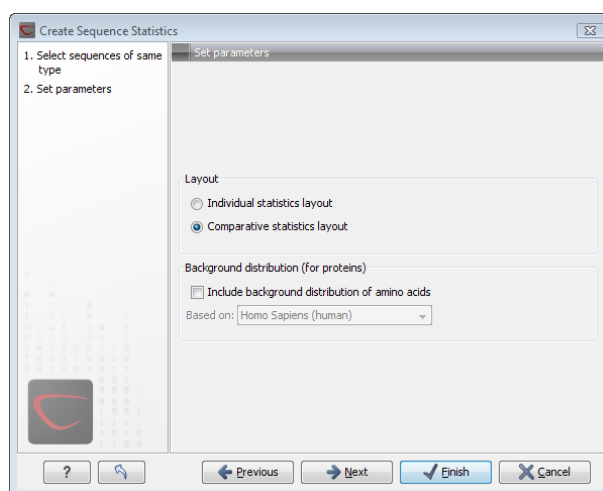 Create Sequence Statistics
1. Select sequences of same
type
2. Set parameters
Set parameters
Layout
Individual statistics layout
Comparative statistics layout
Background distribution (for proteins)
Include background distribution of amino acids
Based on: Homo Sapiens (human)
? Previous Next Finish Cancel